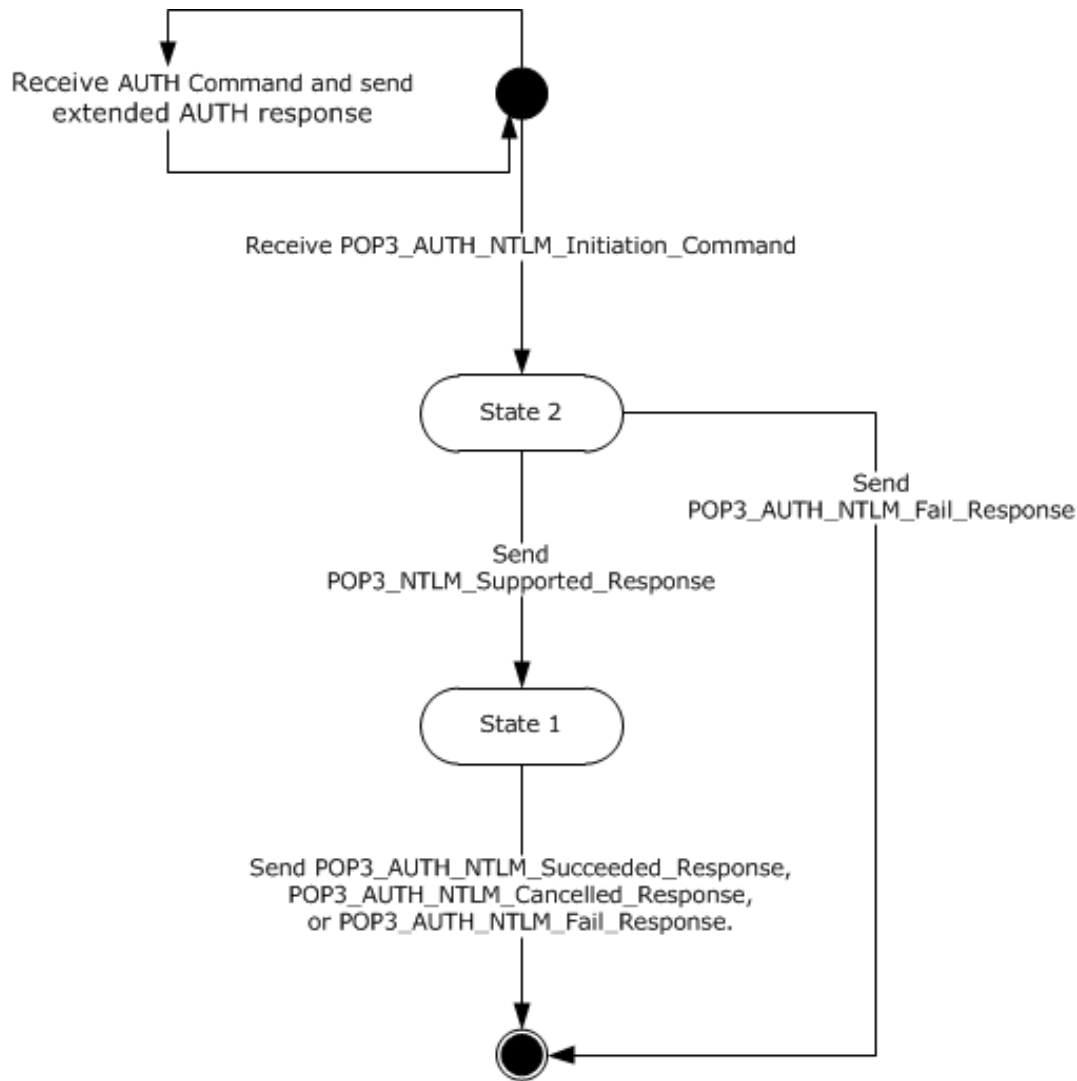 Receive AUTH Command and send
extended AUTH response
Receive POP3_AUTH_NTLM_Initiation_Command
State 2
Send
POP3_AUTH_NTLM_Fail_Response
Send
POP3_NTLM_Supported_Response
State 1
Send POP3_AUTH_NTLM_Succeeded_Response,
POP3_AUTH_NTLM_Cancelled_Response,
or POP3_AUTH_NTLM_Fail_Response.